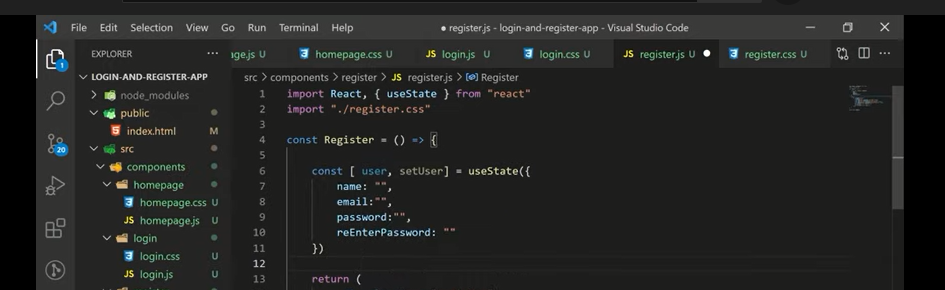 File Edit Selection View Go Run Terminal Help ● register.js - login-and-register-app - Visual Studio Code
EXPLORER ···
ge.js U homepage.css U JS login.js U login.css U JS register.js U ● register.css U ···
LOGIN-AND-REGISTER-APP
src > components > register > JS register.js > Register
node_modules
public
index.html M
src
components
homepage
homepage.css U
JS homepage.js U
login
login.css U
JS login.js U
1
20
1 import React, { useState } from "react"
2 import "./register.css"
3
4 const Register = () => {
5
6 const [ user, setUser] = useState({
7 name: "",
8 email:"",
9 password:"",
10 reEnterPassword: ""
11 })
12
13 return (